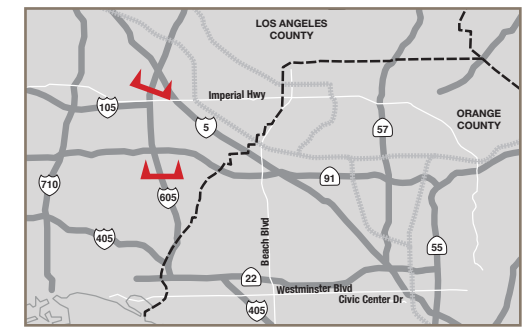 LOS ANGELES
COUNTY
Imperial Hwy
105
5
57
ORANGE
COUNTY
91
710
605
405
55
Beach Blvd
22
Westminster Blvd
Civic Center Dr
405